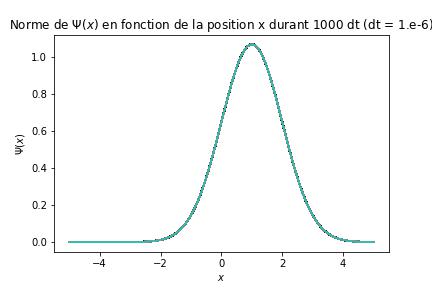 Norme de Ψ(x) en fonction de la position x durant 1000 dt (dt = 1.e-6)
1.0
0.8
0.6
0.4
0.2
0.0
Ψ(x)
−4 −2 0 2 4
x